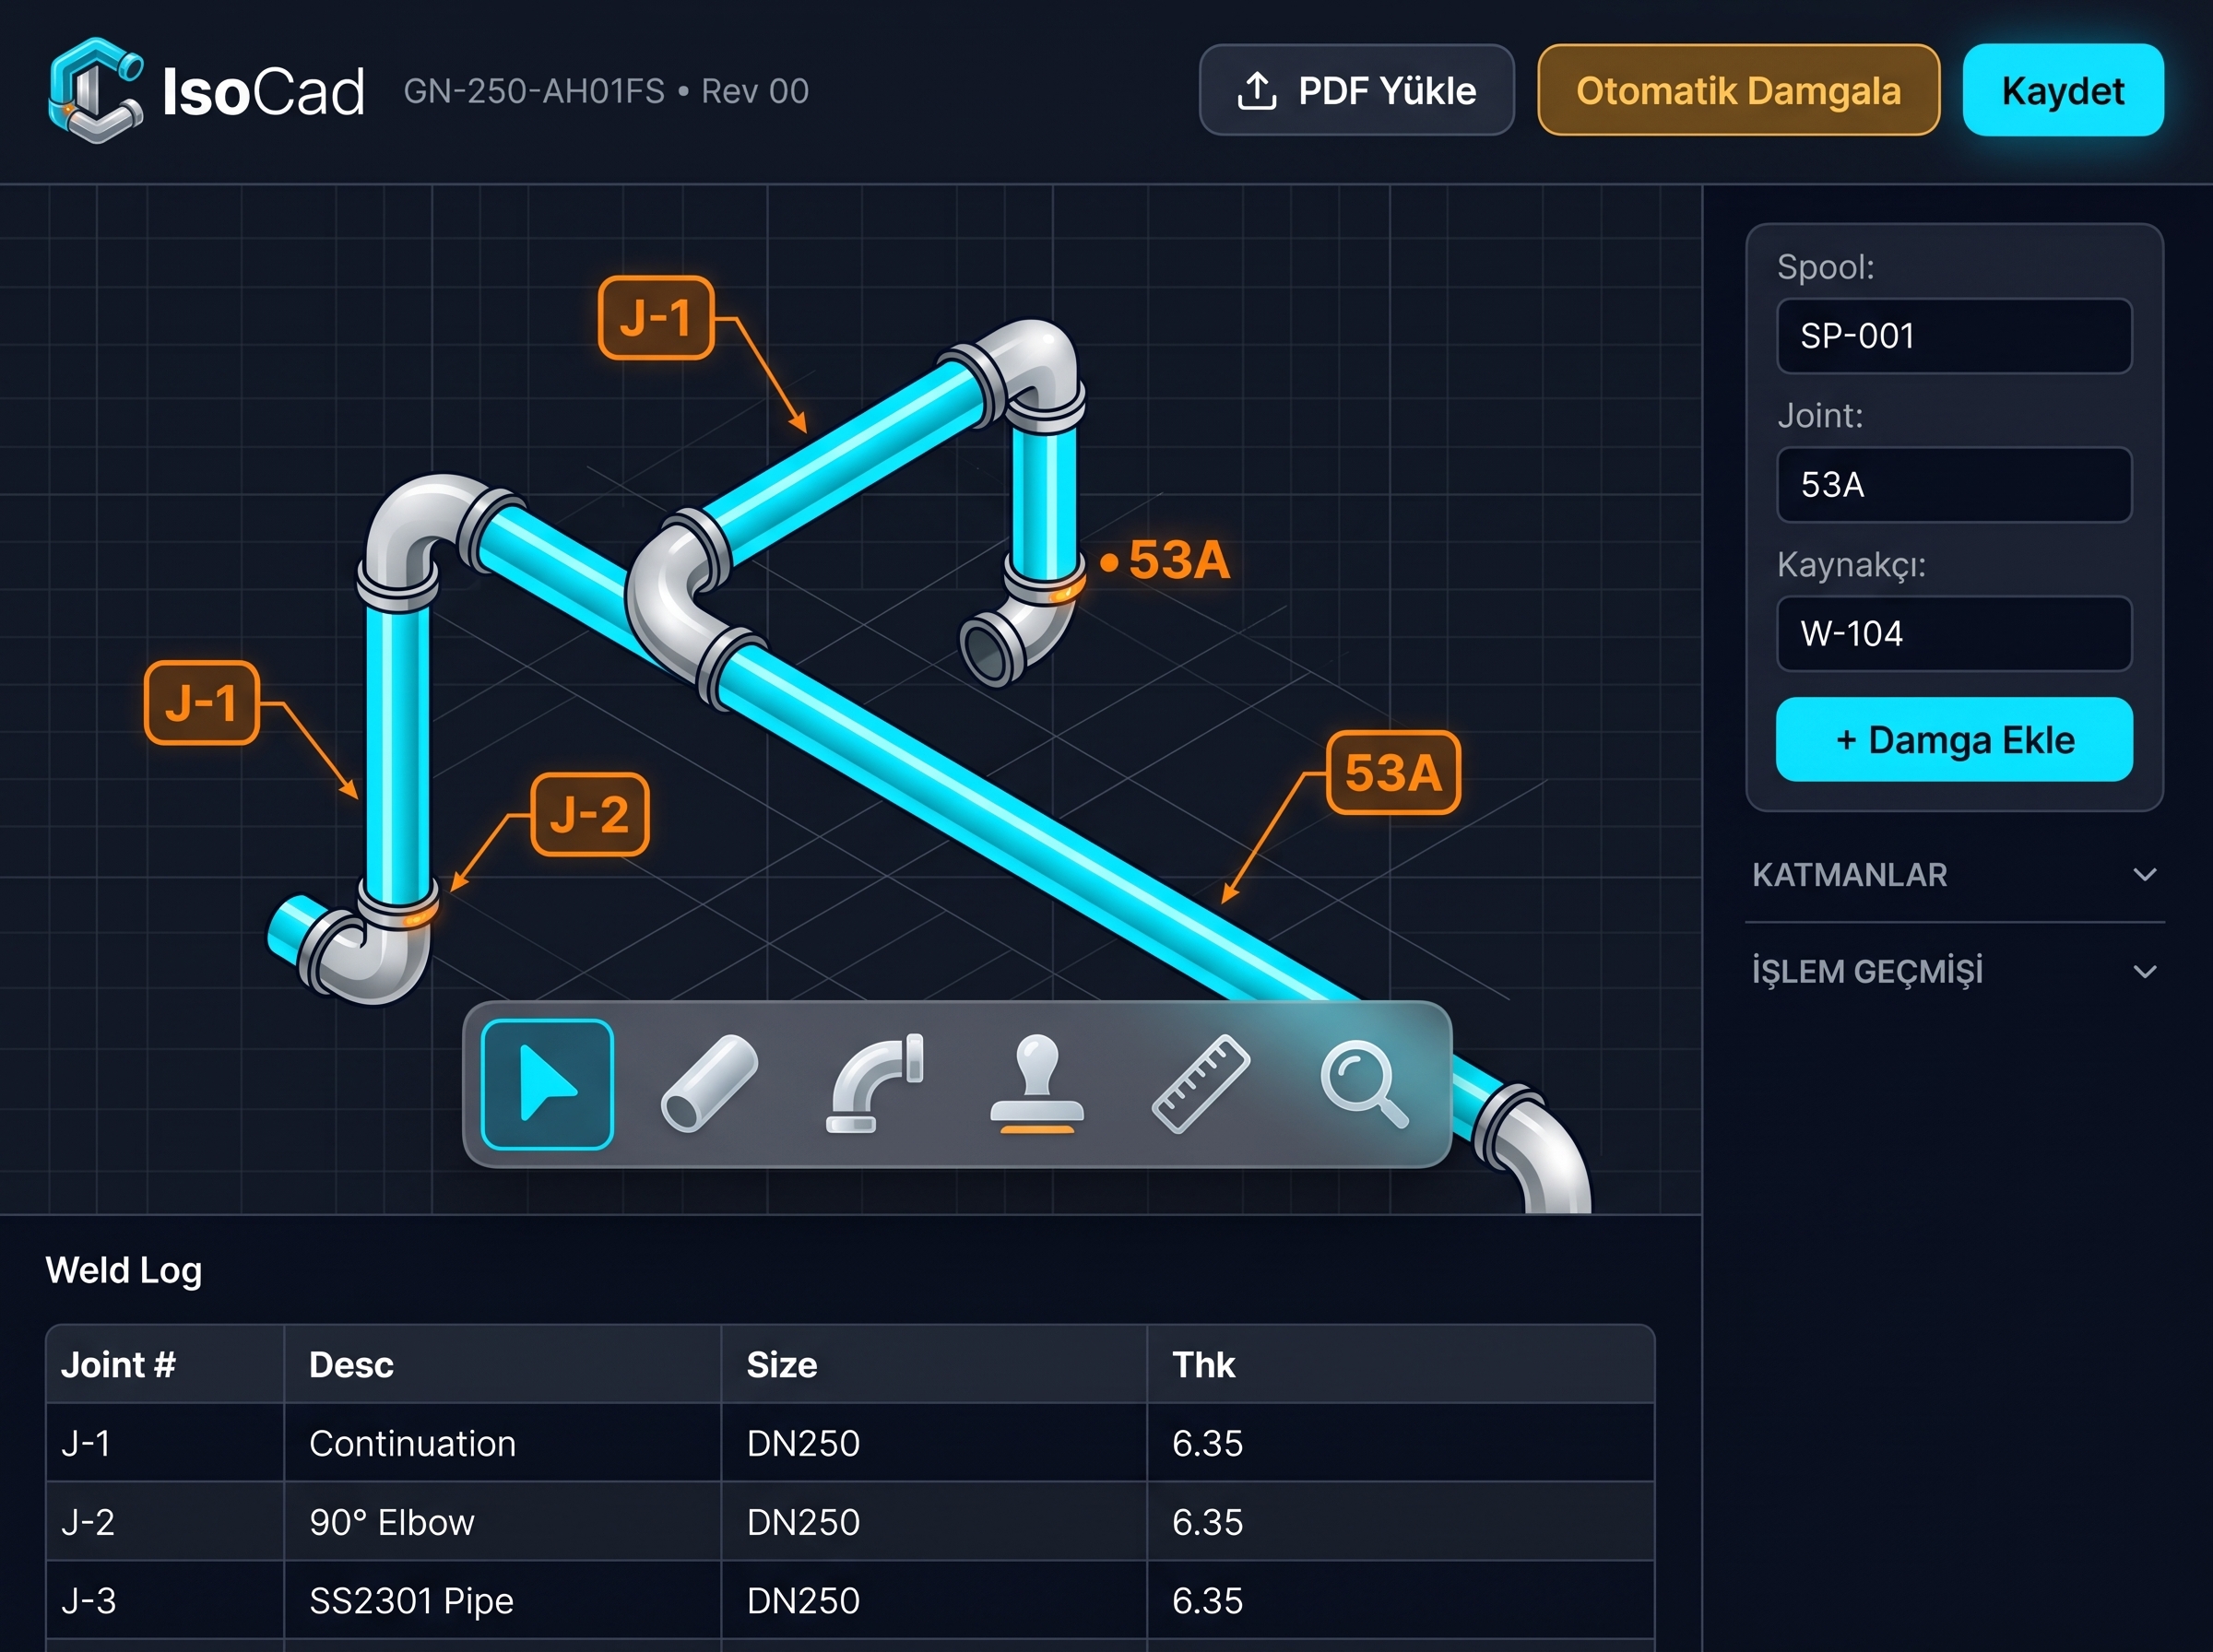 IsoCad
GN-250-AH01FS • Rev 00
PDF Yükle
Otomatik Damgala
Kaydet
J-1
• 53A
J-1
J-2
53A
Spool:
SP-001
Joint:
53A
Kaynakçı:
W-104
+ Damga Ekle
KATMANLAR
İŞLEM GEÇMİŞİ
Weld Log
Joint # Desc Size Thk
J-1 Continuation DN250 6.35
J-2 90° Elbow DN250 6.35
J-3 SS2301 Pipe DN250 6.35